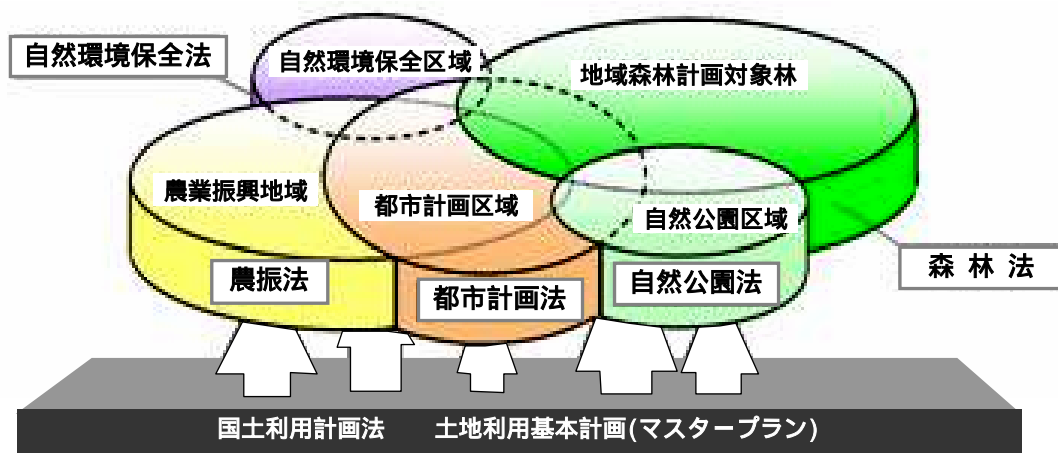 自然環境保全法
自然環境保全区域
地域森林計画対象林
農業振興地域
都市計画区域
自然公園区域
農振法
都市計画法
自然公園法
森 林 法
国土利用計画法　　土地利用基本計画(マスタープラン)